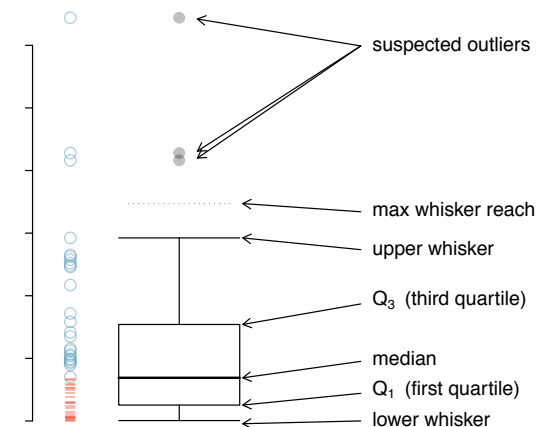 suspected outliers
max whisker reach
upper whisker
Q₃ (third quartile)
median
Q₁ (first quartile)
lower whisker